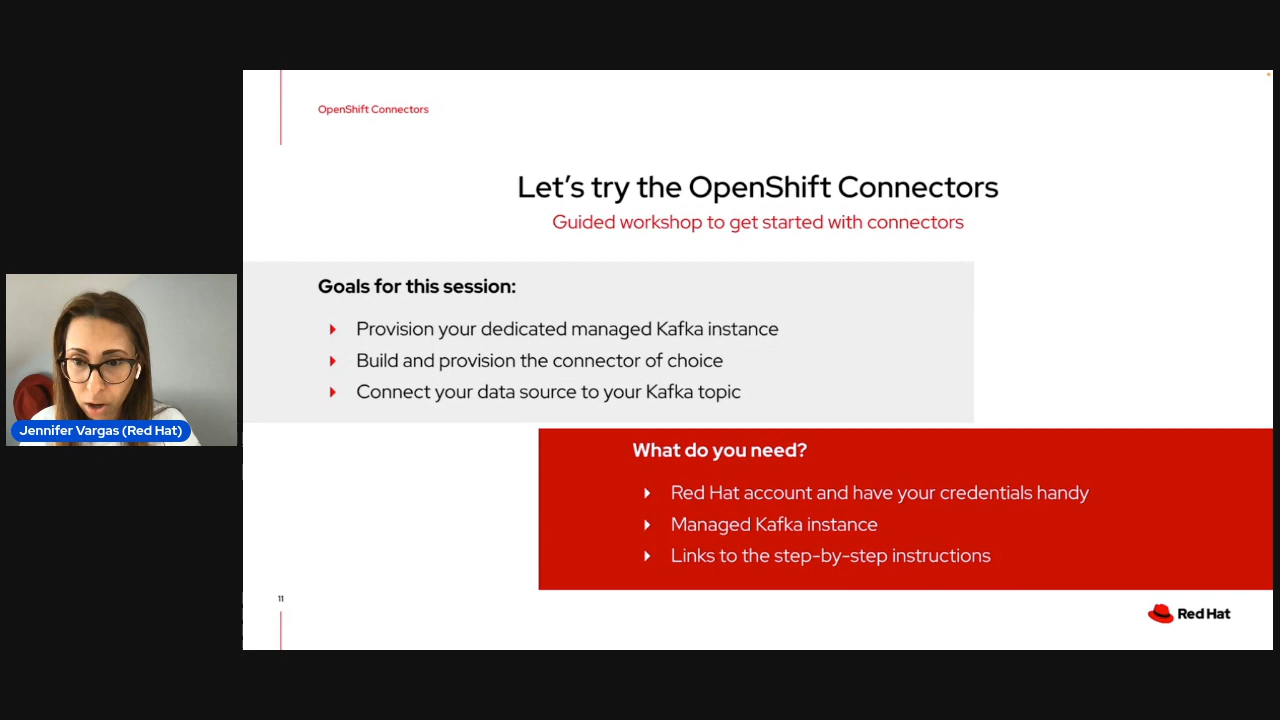 OpenShift Connectors
Let's try the OpenShift Connectors
Guided workshop to get started with connectors
Goals for this session:
Provision your dedicated managed Kafka instance
Build and provision the connector of choice
Connect your data source to your Kafka topic
What do you need?
Red Hat account and have your credentials handy
Managed Kafka instance
Links to the step-by-step instructions
11
Red Hat
Jennifer Vargas (Red Hat)